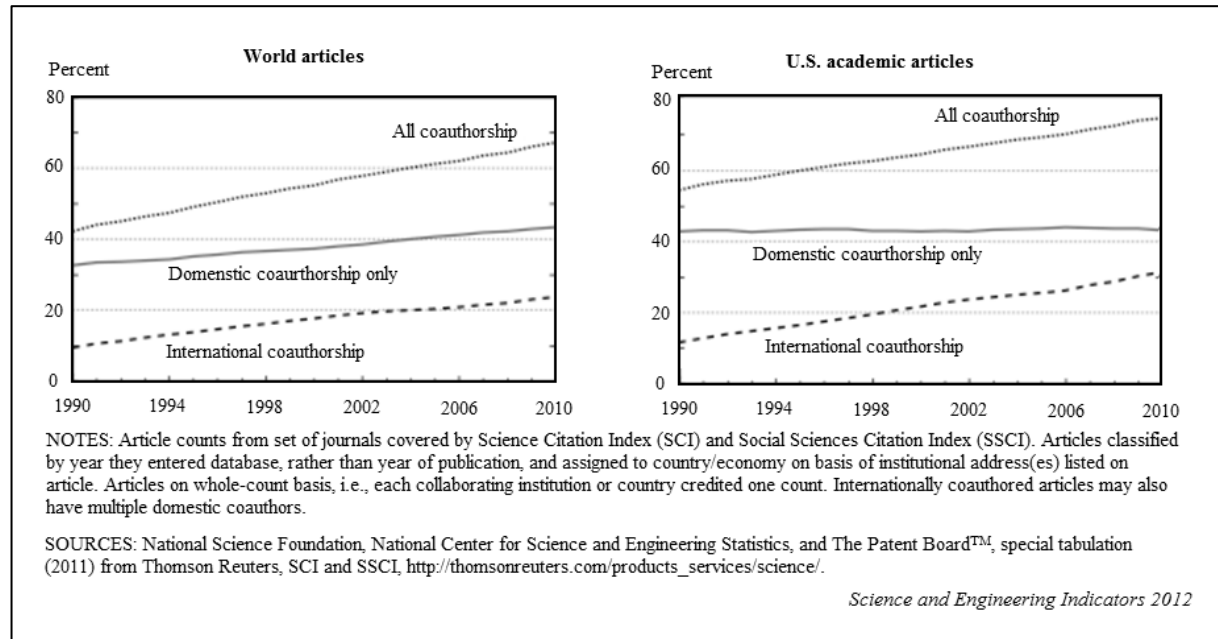 World articles
Percent
80
60
40
20
0
All coauthorship
Domenstic coaurthorship only
International coauthorship
1990 1994 1998 2002 2006 2010
U.S. academic articles
Percent
80
60
40
20
0
All coauthorship
Domenstic coaurthorship only
International coauthorship
1990 1994 1998 2002 2006 2010
NOTES: Article counts from set of journals covered by Science Citation Index (SCI) and Social Sciences Citation Index (SSCI). Articles classified
by year they entered database, rather than year of publication, and assigned to country/economy on basis of institutional address(es) listed on
article. Articles on whole-count basis, i.e., each collaborating institution or country credited one count. Internationally coauthored articles may also
have multiple domestic coauthors.
SOURCES: National Science Foundation, National Center for Science and Engineering Statistics, and The Patent Board™, special tabulation
(2011) from Thomson Reuters, SCI and SSCI, http://thomsonreuters.com/products_services/science/.
Science and Engineering Indicators 2012